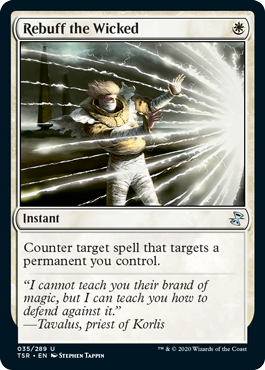 Rebuff the Wicked
Instant
Counter target spell that targets a
permanent you control.
“I cannot teach you their brand of
magic, but I can teach you how to
defend against it.”
—Tavalus, priest of Korlis
035/289 U
TSR • EN Stephen Tappin
™ & © 2020 Wizards of the Coast